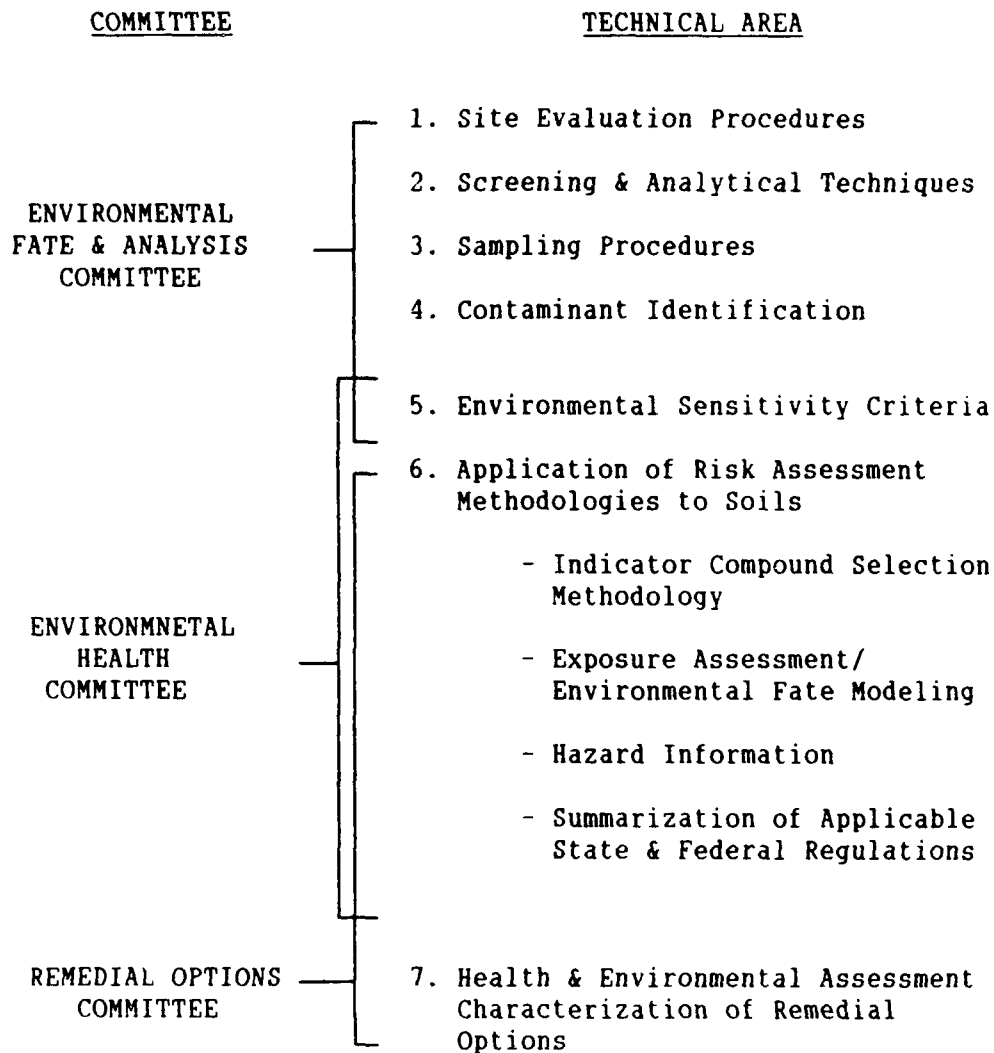 COMMITTEE
TECHNICAL AREA
1. Site Evaluation Procedures
2. Screening & Analytical Techniques
ENVIRONMENTAL
FATE & ANALYSIS
COMMITTEE
3. Sampling Procedures
4. Contaminant Identification
5. Environmental Sensitivity Criteria
6. Application of Risk Assessment
Methodologies to Soils
- Indicator Compound Selection
Methodology
ENVIRONMNETAL
HEALTH
COMMITTEE
- Exposure Assessment/
Environmental Fate Modeling
- Hazard Information
- Summarization of Applicable
State & Federal Regulations
REMEDIAL OPTIONS
COMMITTEE
7. Health & Environmental Assessment
Characterization of Remedial
Options